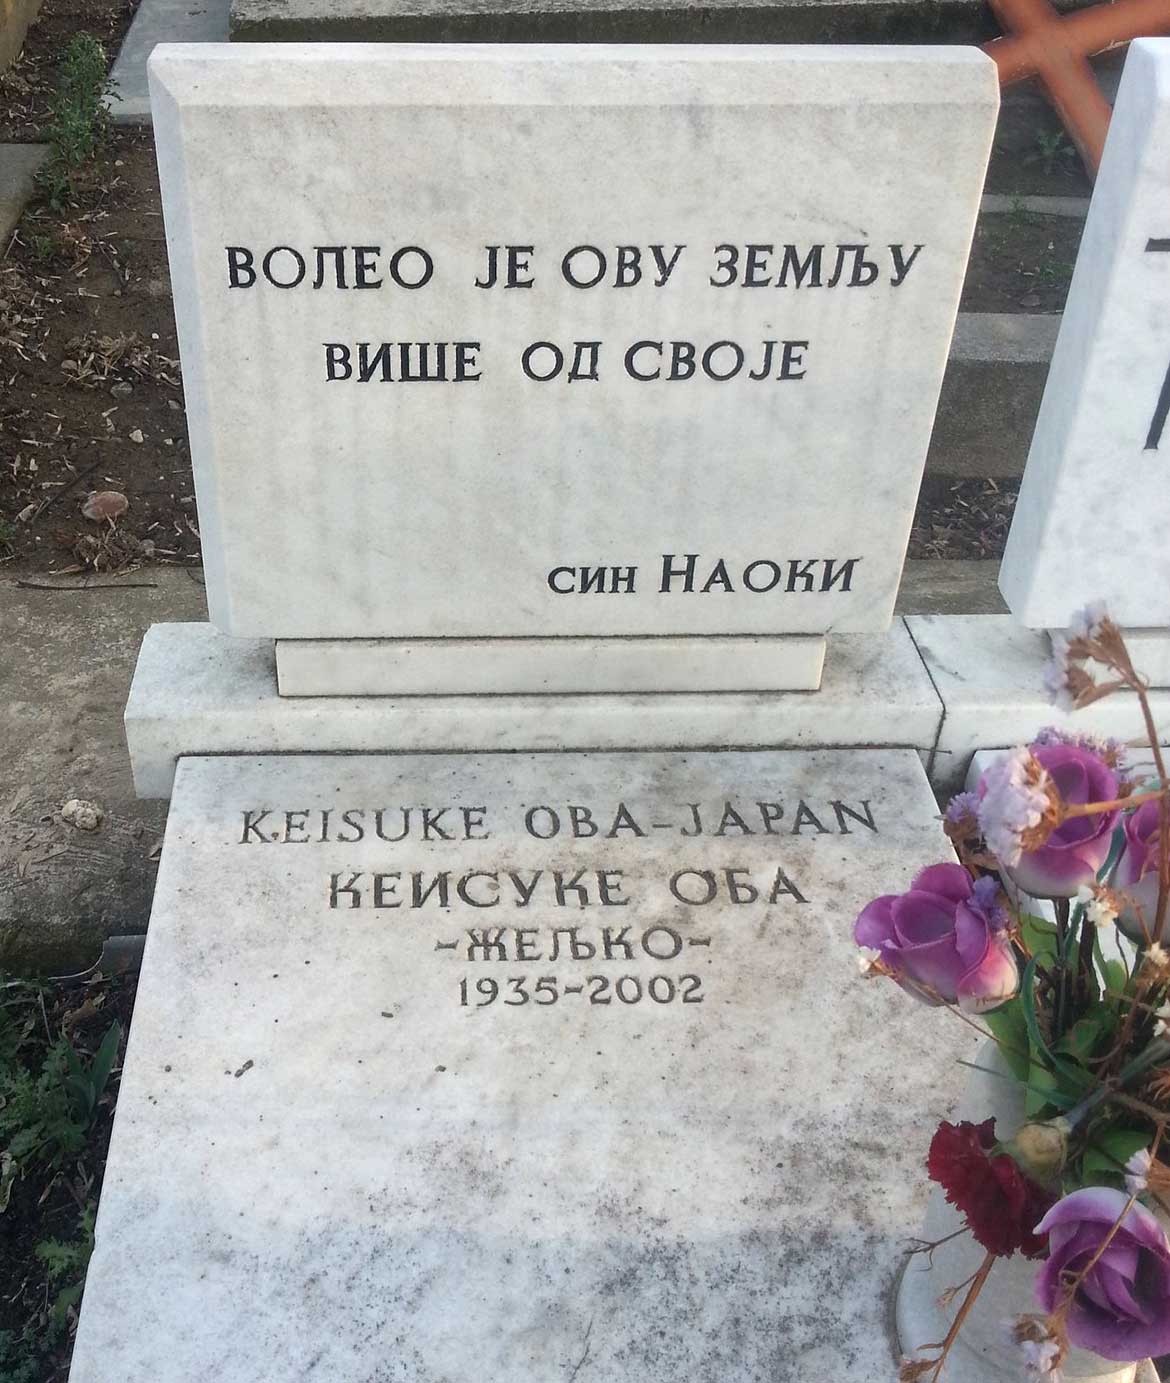 ВОЛЕО ЈЕ ОВУ ЗЕМЉУ
ВИШЕ ОД СВОЈЕ
СИН НАОКИ
KEISUKE OBA-JAPAN
КЕИСУКЕ ОБА
-ЖЕЉКО-
1935-2002